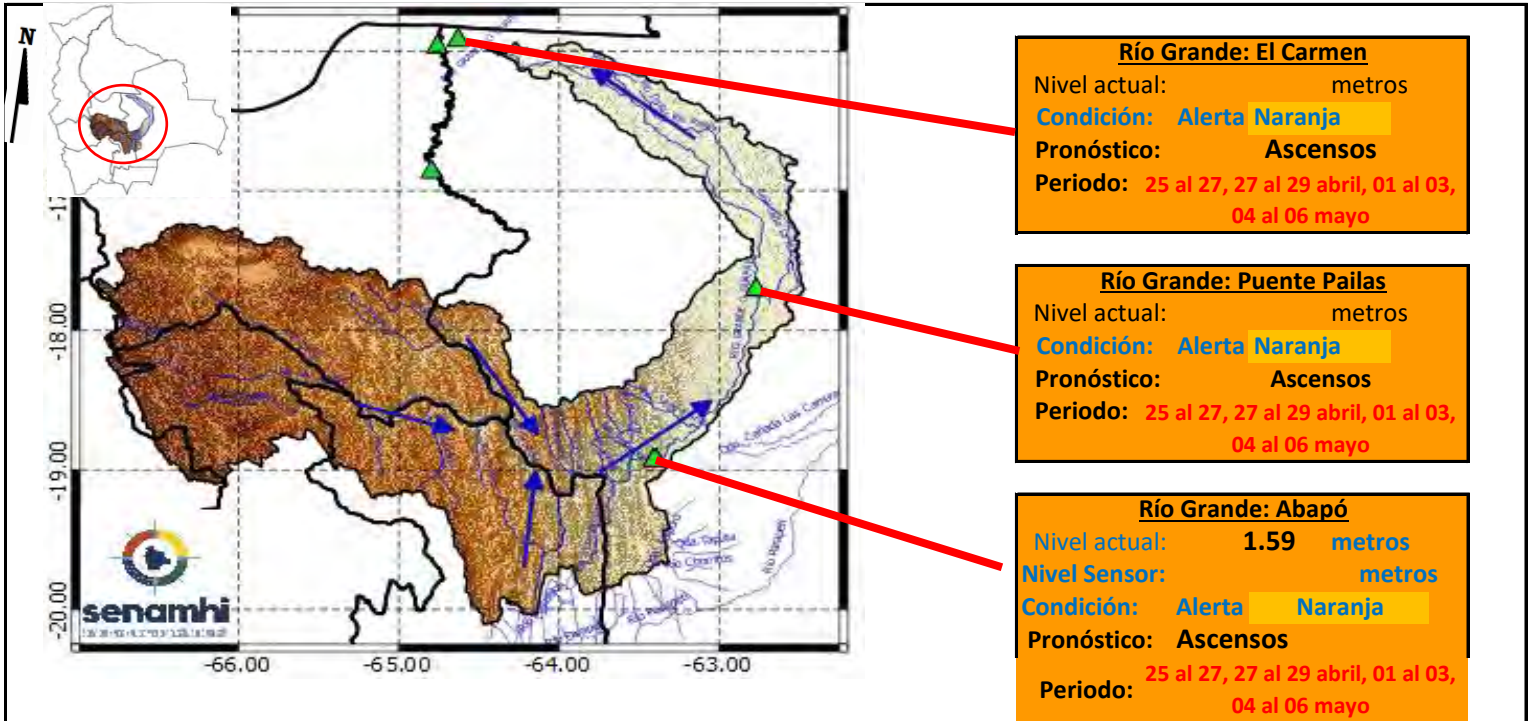 N
Río Grande: El Carmen
Nivel actual: metros
Condición: Alerta Naranja
Pronóstico: Ascensos
Periodo: 25 al 27, 27 al 29 abril, 01 al 03,
04 al 06 mayo
Río Grande: Puente Pailas
Nivel actual: metros
Condición: Alerta Naranja
Pronóstico: Ascensos
Periodo: 25 al 27, 27 al 29 abril, 01 al 03,
04 al 06 mayo
Río Grande: Abapó
Nivel actual: 1.59 metros
Nivel Sensor: metros
Condición: Alerta Naranja
Pronóstico: Ascensos
Periodo: 25 al 27, 27 al 29 abril, 01 al 03,
04 al 06 mayo
-18.00
-19.00
-20.00
Qda. Cañada Las
Río Parapetí
senamhi
-66.00 -65.00 -64.00 -63.00